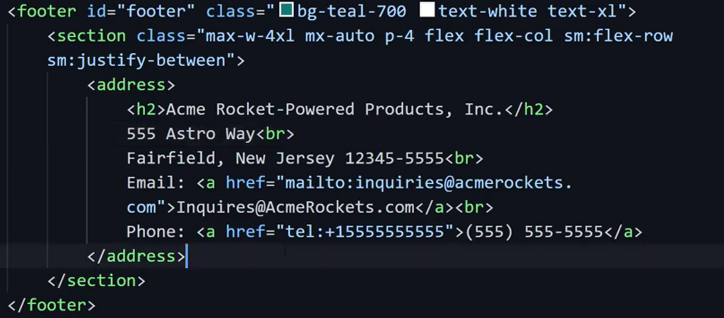 <footer id="footer" class="bg-teal-700 text-white text-xl">
<section class="max-w-4xl mx-auto p-4 flex flex-col sm:flex-row
sm:justify-between">
<address>
<h2>Acme Rocket-Powered Products, Inc.</h2>
555 Astro Way<br>
Fairfield, New Jersey 12345-5555<br>
Email: <a href="mailto:inquiries@acmerockets.
com">Inquires@AcmeRockets.com</a><br>
Phone: <a href="tel:+15555555555">(555) 555-5555</a>
</address>
</section>
</footer>